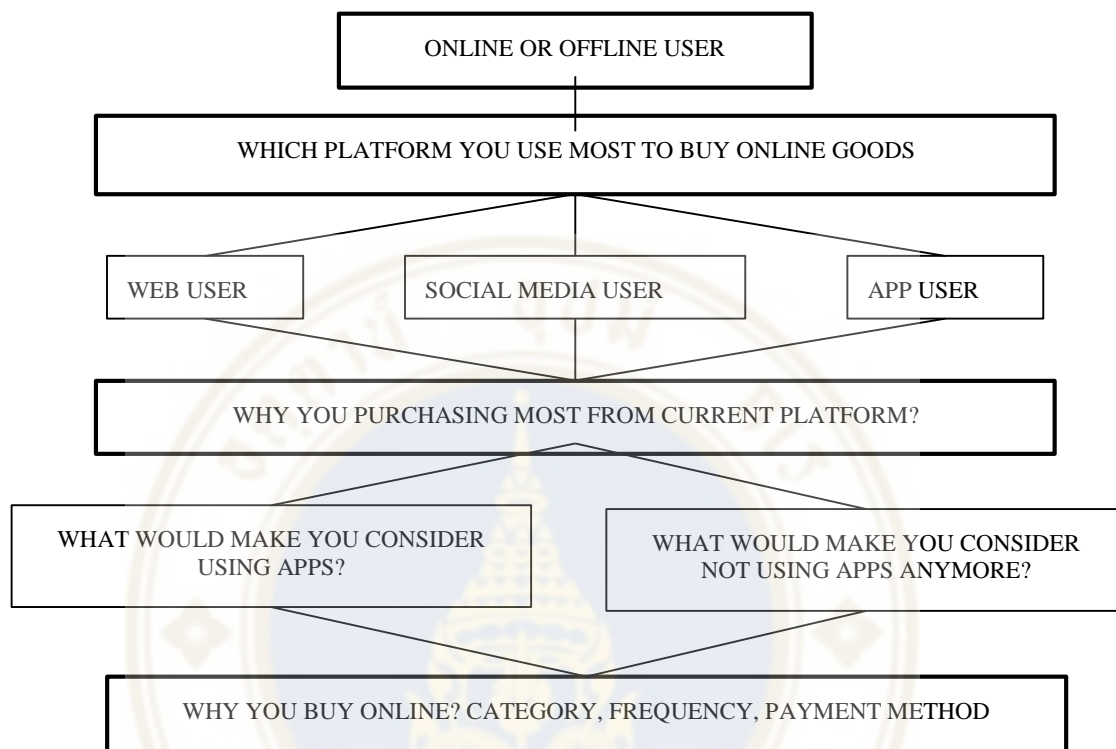 ONLINE OR OFFLINE USER
WHICH PLATFORM YOU USE MOST TO BUY ONLINE GOODS
WEB USER
SOCIAL MEDIA USER
APP USER
WHY YOU PURCHASING MOST FROM CURRENT PLATFORM?
WHAT WOULD MAKE YOU CONSIDER
USING APPS?
WHAT WOULD MAKE YOU CONSIDER
NOT USING APPS ANYMORE?
WHY YOU BUY ONLINE? CATEGORY, FREQUENCY, PAYMENT METHOD